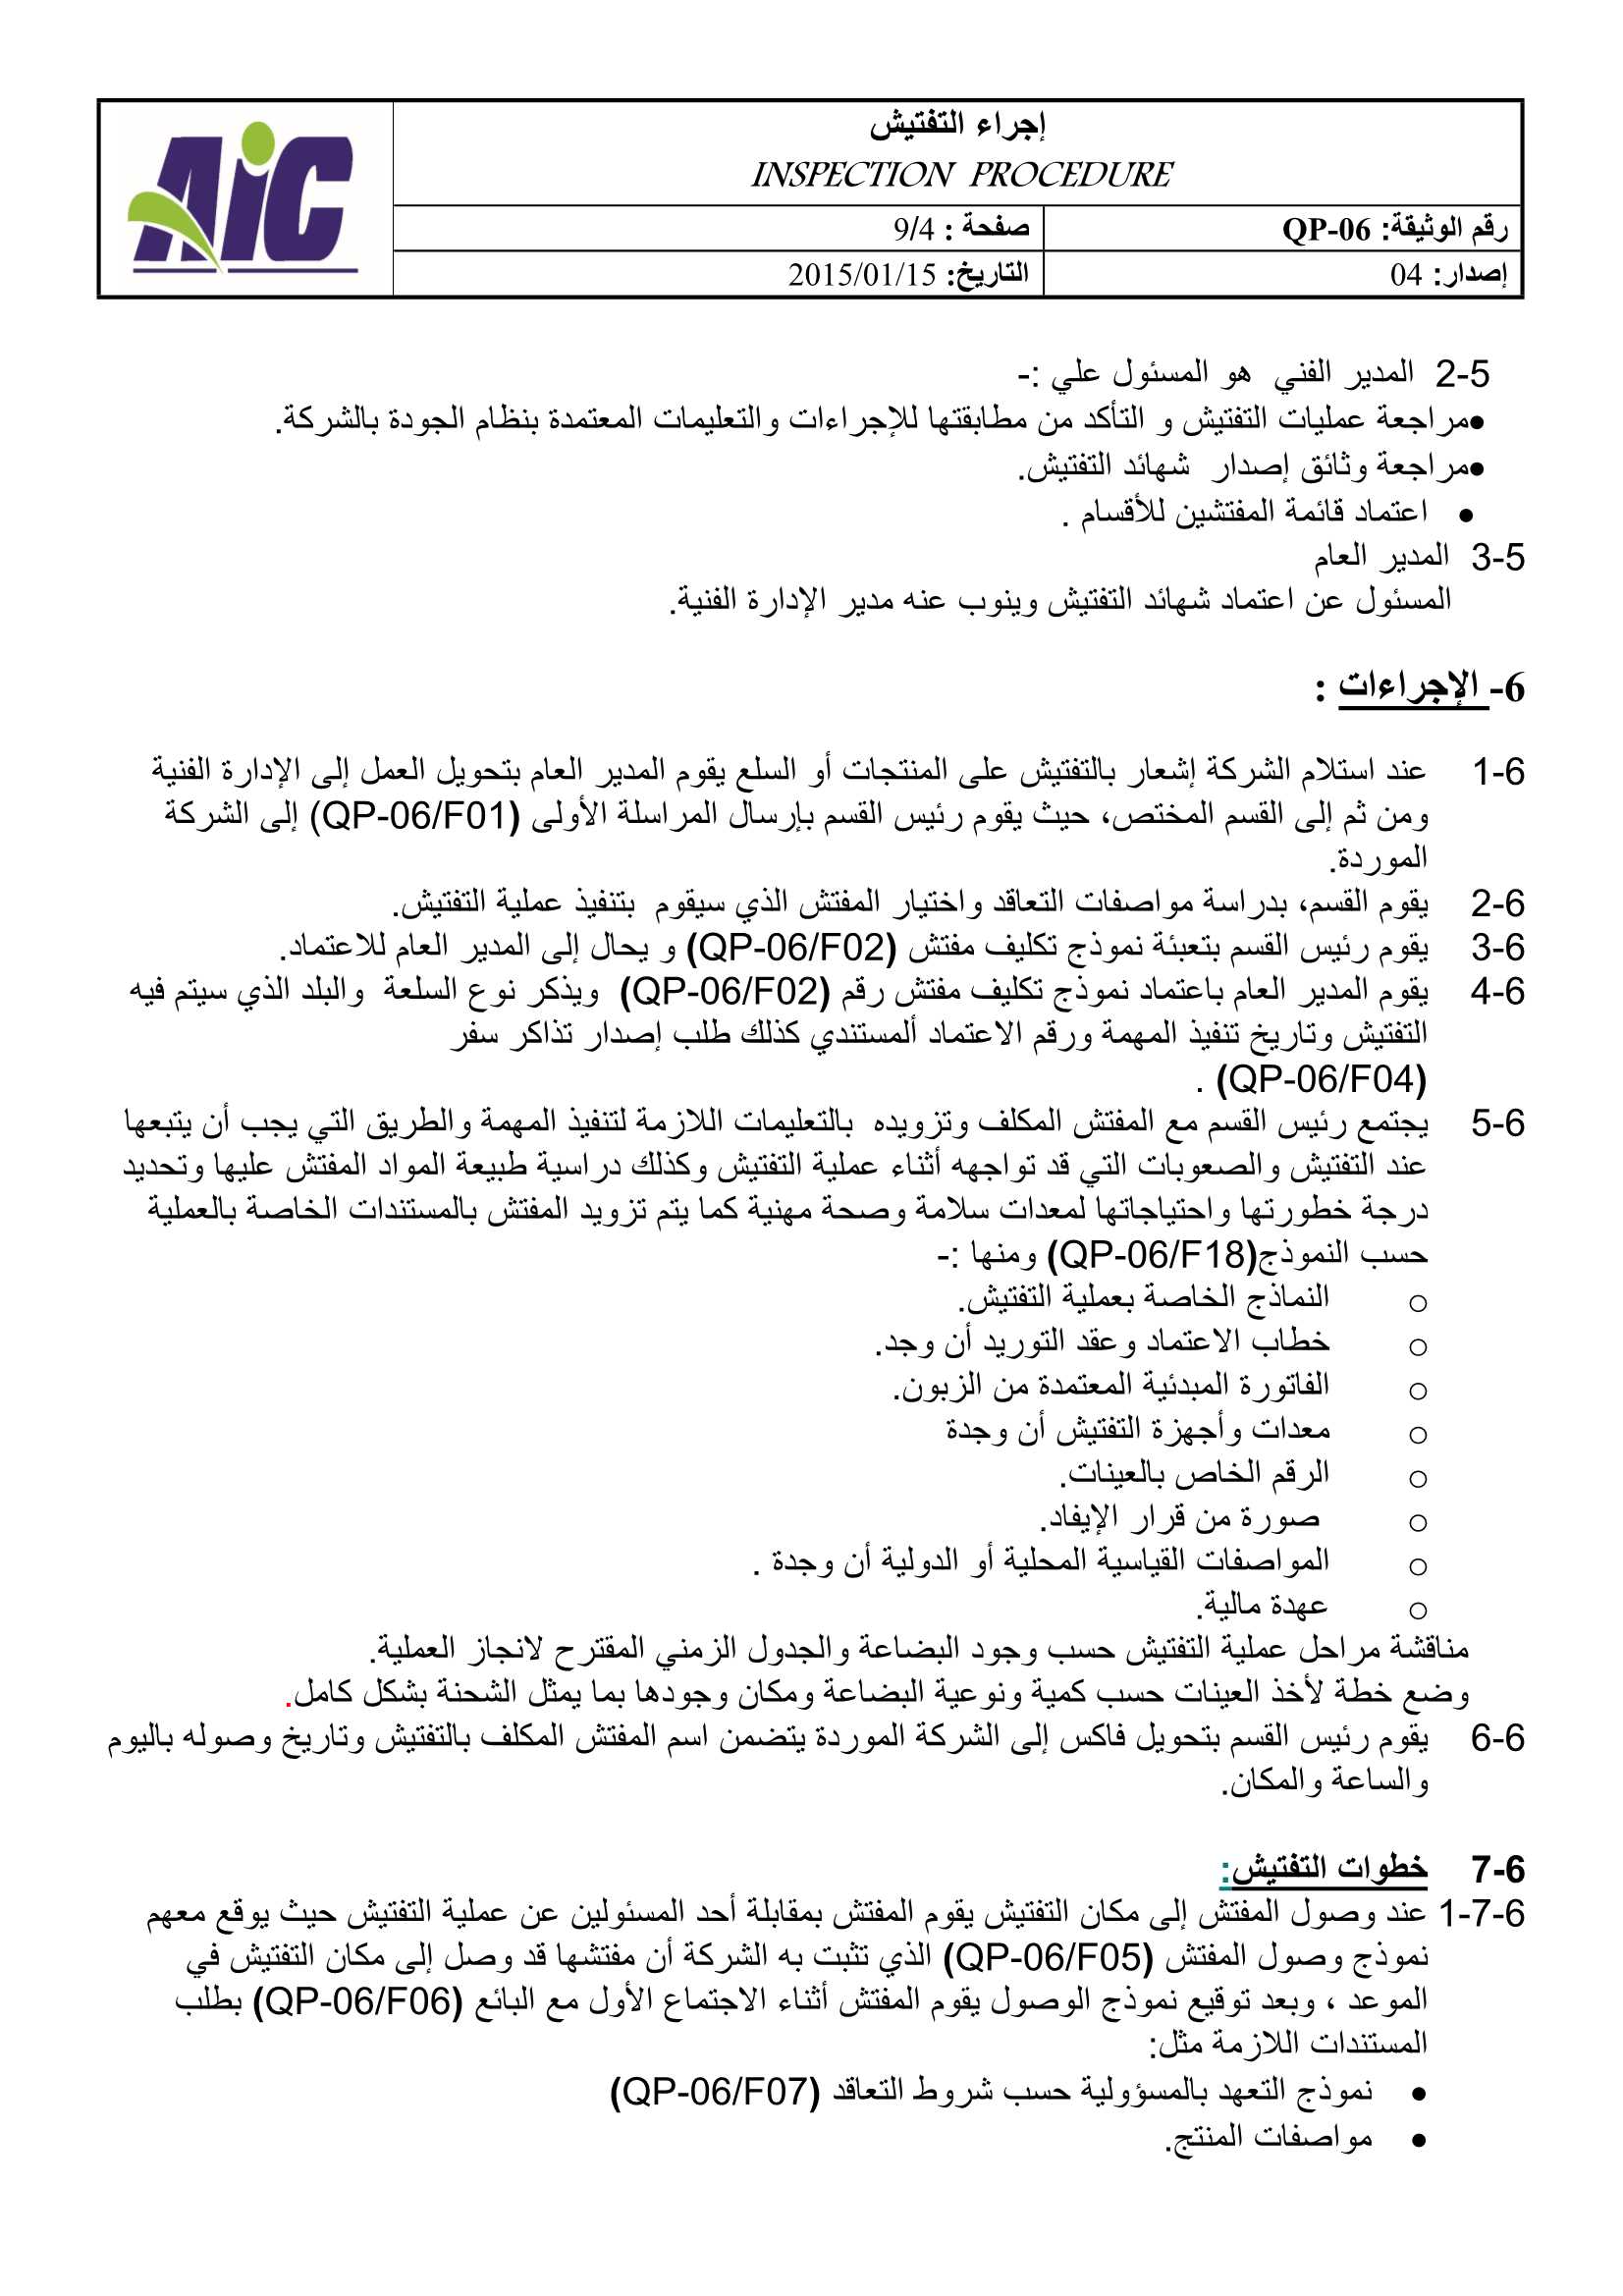 AiC
إجراء التفتيش
INSPECTION PROCEDURE
رقم الوثيقة: QP-06
صفحة : 9/4
إصدار: 04
التاريخ: 2015/01/15
2-5 المدير الفني هو المسئول علي :-
•مراجعة عمليات التفتيش و التأكد من مطابقتها للإجراءات والتعليمات المعتمدة بنظام الجودة بالشركة.
•مراجعة وثائق إصدار شهائد التفتيش.
• اعتماد قائمة المفتشين للأقسام .
3-5 المدير العام
المسئول عن اعتماد شهائد التفتيش وينوب عنه مدير الإدارة الفنية.
6- الإجراءات :
1-6 عند استلام الشركة إشعار بالتفتيش على المنتجات أو السلع يقوم المدير العام بتحويل العمل إلى الإدارة الفنية
ومن ثم إلى القسم المختص، حيث يقوم رئيس القسم بإرسال المراسلة الأولى (QP-06/F01) إلى الشركة
الموردة.
2-6 يقوم القسم، بدراسة مواصفات التعاقد واختيار المفتش الذي سيقوم بتنفيذ عملية التفتيش.
3-6 يقوم رئيس القسم بتعبئة نموذج تكليف مفتش (QP-06/F02) و يحال إلى المدير العام للاعتماد.
4-6 يقوم المدير العام باعتماد نموذج تكليف مفتش رقم (QP-06/F02) ويذكر نوع السلعة والبلد الذي سيتم فيه
التفتيش وتاريخ تنفيذ المهمة ورقم الاعتماد ألمستندي كذلك طلب إصدار تذاكر سفر
(QP-06/F04) .
5-6 يجتمع رئيس القسم مع المفتش المكلف وتزويده بالتعليمات اللازمة لتنفيذ المهمة والطريق التي يجب أن يتبعها
عند التفتيش والصعوبات التي قد تواجهه أثناء عملية التفتيش وكذلك دراسية طبيعة المواد المفتش عليها وتحديد
درجة خطورتها واحتياجاتها لمعدات سلامة وصحة مهنية كما يتم تزويد المفتش بالمستندات الخاصة بالعملية
حسب النموذج(QP-06/F18) ومنها :-
o النماذج الخاصة بعملية التفتيش.
o خطاب الاعتماد وعقد التوريد أن وجد.
o الفاتورة المبدئية المعتمدة من الزبون.
o معدات وأجهزة التفتيش أن وجدة
o الرقم الخاص بالعينات.
o صورة من قرار الإيفاد.
o المواصفات القياسية المحلية أو الدولية أن وجدة .
o عهدة مالية.
مناقشة مراحل عملية التفتيش حسب وجود البضاعة والجدول الزمني المقترح لانجاز العملية.
وضع خطة لأخذ العينات حسب كمية ونوعية البضاعة ومكان وجودها بما يمثل الشحنة بشكل كامل.
6-6 يقوم رئيس القسم بتحويل فاكس إلى الشركة الموردة يتضمن اسم المفتش المكلف بالتفتيش وتاريخ وصوله باليوم
والساعة والمكان.
7-6 خطوات التفتيش:
1-7-6 عند وصول المفتش إلى مكان التفتيش يقوم المفتش بمقابلة أحد المسئولين عن عملية التفتيش حيث يوقع معهم
نموذج وصول المفتش (QP-06/F05) الذي تثبت به الشركة أن مفتشها قد وصل إلى مكان التفتيش في
الموعد ، وبعد توقيع نموذج الوصول يقوم المفتش أثناء الاجتماع الأول مع البائع (QP-06/F06) بطلب
المستندات اللازمة مثل:
• نموذج التعهد بالمسؤولية حسب شروط التعاقد (QP-06/F07)
• مواصفات المنتج.